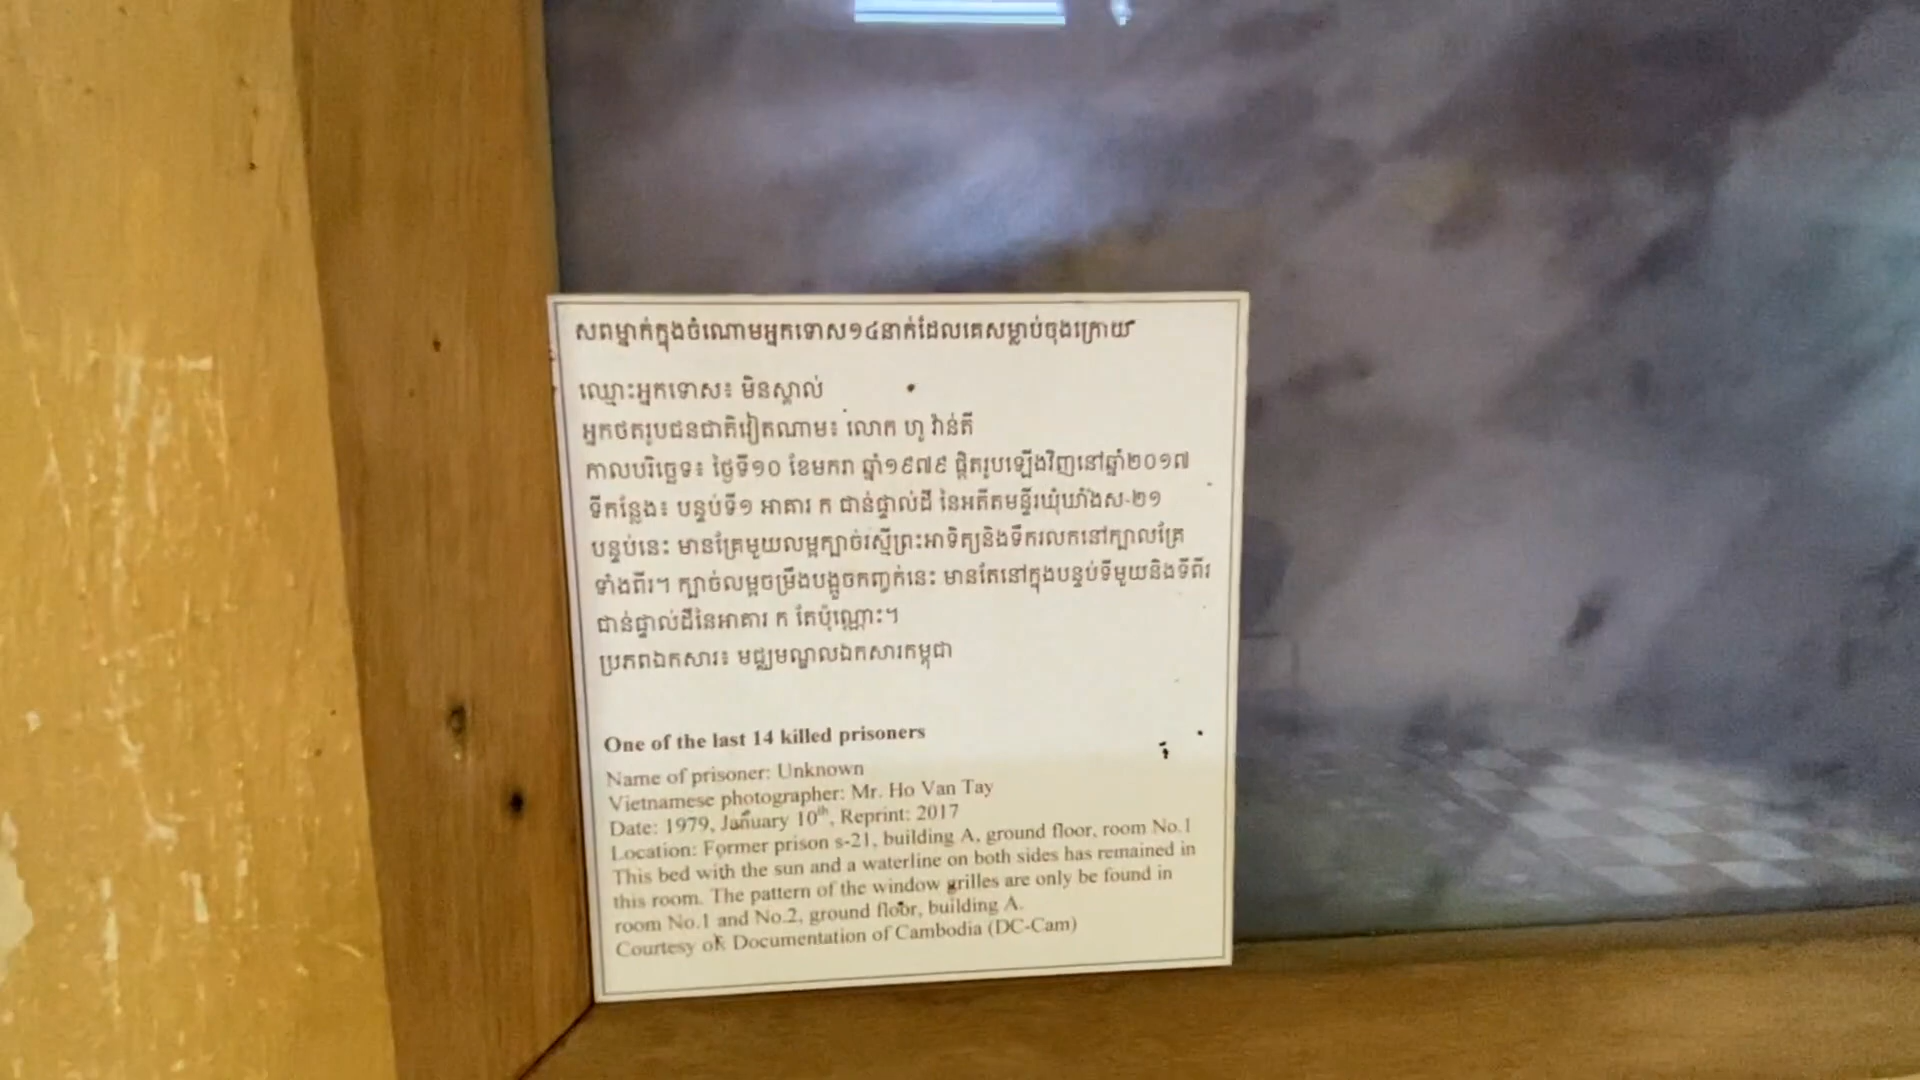 សពម្នាក់ក្នុងចំណោមអ្នកទោស១៤នាក់ដែលគេសម្លាប់ចុងក្រោយ
ឈ្មោះអ្នកទោស៖ មិនស្គាល់
អ្នកថតរូបជនជាតិវៀតណាម៖ លោក ហូ វ៉ាន់តី
កាលបរិច្ឆេទ៖ ថ្ងៃទី១០ ខែមករា ឆ្នាំ១៩៧៩ ផ្តិតរូបឡើងវិញនៅឆ្នាំ២០១៧
ទីកន្លែង៖ បន្ទប់ទី១ អាគារ ក ជាន់ផ្ទាល់ដី នៃអតីតមន្ទីរឃុំឃាំងស-២១
បន្ទប់នេះ មានគ្រែមួយលម្អក្បាច់រស្មីព្រះអាទិត្យនិងទឹករលកនៅក្បាលគ្រែ
ទាំងពីរ។ ក្បាច់លម្អចម្រឹងបង្អួចកញ្ចក់នេះ មានតែនៅក្នុងបន្ទប់ទីមួយនិងទីពីរ
ជាន់ផ្ទាល់ដីនៃអាគារ ក តែប៉ុណ្ណោះ។
ប្រភពឯកសារ៖ មជ្ឈមណ្ឌលឯកសារកម្ពុជា
One of the last 14 killed prisoners
Name of prisoner: Unknown
Vietnamese photographer: Mr. Ho Van Tay
Date: 1979, January 10th, Reprint: 2017
Location: Former prison s-21, building A, ground floor, room No.1
This bed with the sun and a waterline on both sides has remained in
this room. The pattern of the window grilles are only be found in
room No.1 and No.2, ground floor, building A.
Courtesy of: Documentation of Cambodia (DC-Cam)